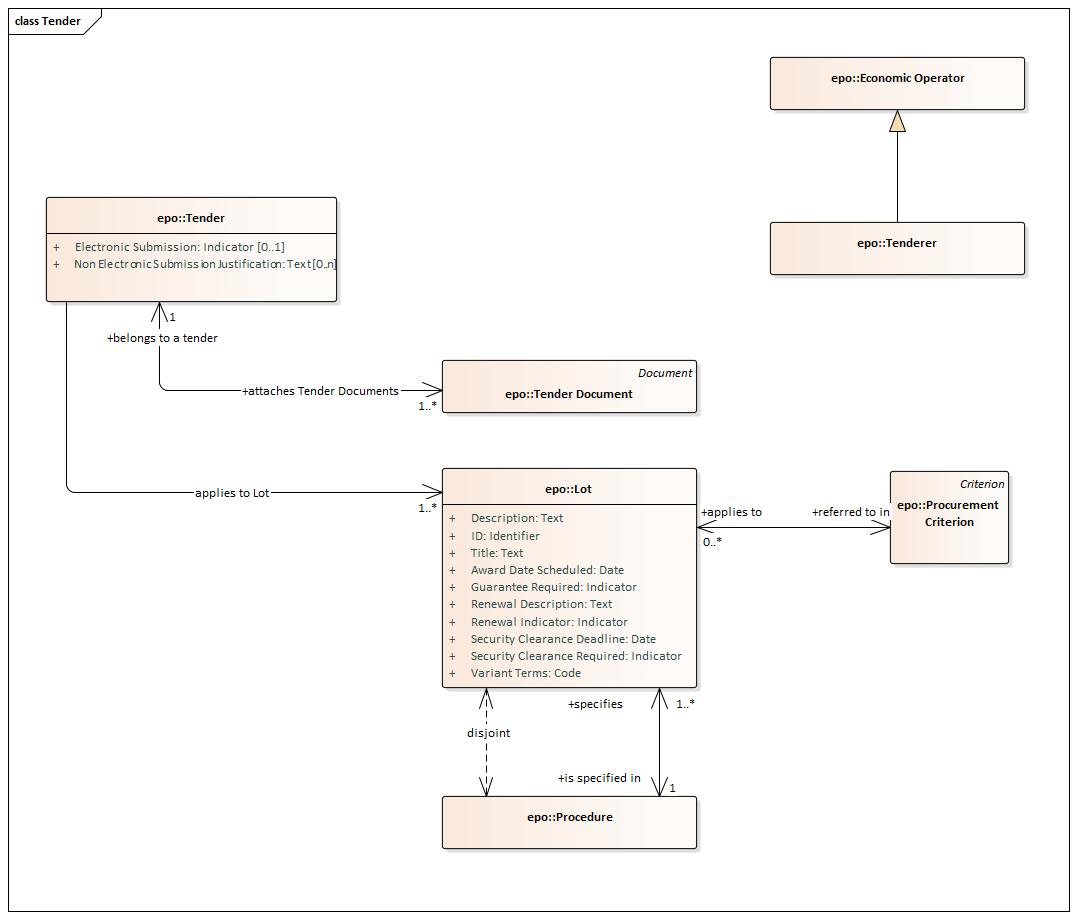 class Tender
epo::Economic Operator
epo::Tenderer
epo::Tender
+ Electronic Submission: Indicator [0..1]
+ Non Electronic Submission Justification: Text [0..n]
1
+belongs to a tender
+attaches Tender Documents
1..*
Document
epo::Tender Document
applies to Lot
1..*
epo::Lot
+ Description: Text
+ ID: Identifier
+ Title: Text
+ Award Date Scheduled: Date
+ Guarantee Required: Indicator
+ Renewal Description: Text
+ Renewal Indicator: Indicator
+ Security Clearance Deadline: Date
+ Security Clearance Required: Indicator
+ Variant Terms: Code
+applies to
0..*
+referred to in
Criterion
epo::Procurement
Criterion
+specifies
1..*
disjoint
+is specified in
1
epo::Procedure